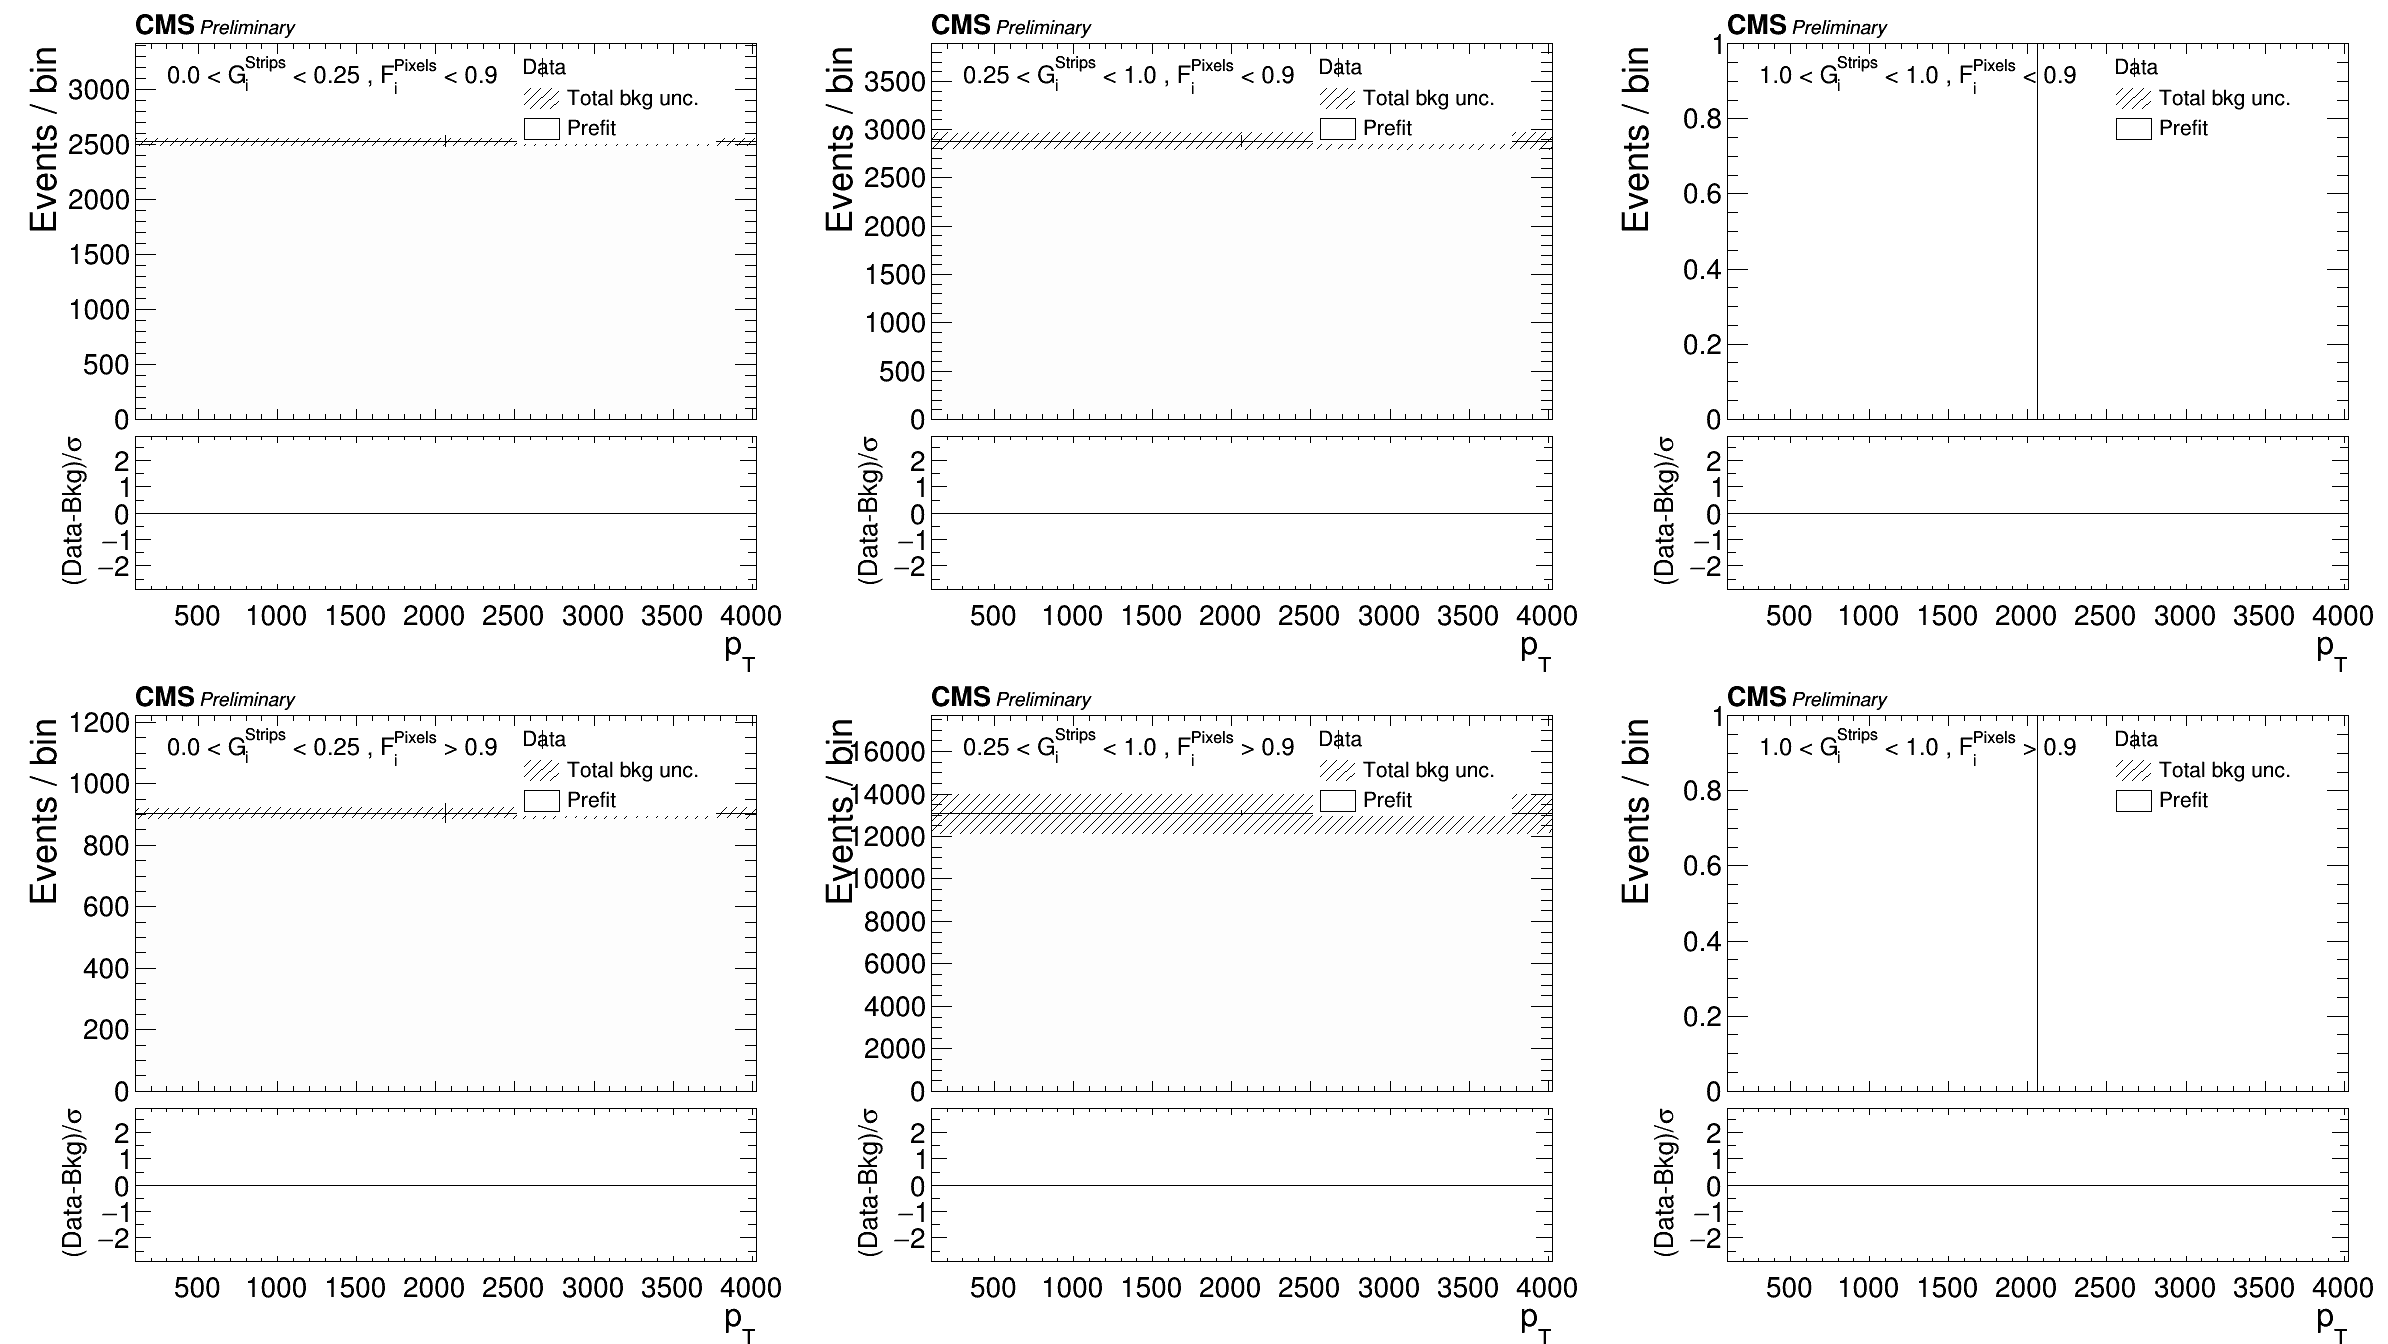 CMS Preliminary
0.0 < G_i^Strips < 0.25 , F_i^Pixels < 0.9
Data
Total bkg unc.
Prefit
Events / bin
3000
2500
2000
1500
1000
500
0
(Data-Bkg)/σ
2
1
0
−1
−2
500 1000 1500 2000 2500 3000 3500 4000
p_T
CMS Preliminary
0.25 < G_i^Strips < 1.0 , F_i^Pixels < 0.9
Data
Total bkg unc.
Prefit
Events / bin
3500
3000
2500
2000
1500
1000
500
0
(Data-Bkg)/σ
2
1
0
−1
−2
500 1000 1500 2000 2500 3000 3500 4000
p_T
CMS Preliminary
1.0 < G_i^Strips < 1.0 , F_i^Pixels < 0.9
Data
Total bkg unc.
Prefit
Events / bin
1
0.8
0.6
0.4
0.2
0
(Data-Bkg)/σ
2
1
0
−1
−2
500 1000 1500 2000 2500 3000 3500 4000
p_T
CMS Preliminary
0.0 < G_i^Strips < 0.25 , F_i^Pixels > 0.9
Data
Total bkg unc.
Prefit
Events / bin
1200
1000
800
600
400
200
0
(Data-Bkg)/σ
2
1
0
−1
−2
500 1000 1500 2000 2500 3000 3500 4000
p_T
CMS Preliminary
0.25 < G_i^Strips < 1.0 , F_i^Pixels > 0.9
Data
Total bkg unc.
Prefit
Events / bin
16000
14000
12000
10000
8000
6000
4000
2000
0
(Data-Bkg)/σ
2
1
0
−1
−2
500 1000 1500 2000 2500 3000 3500 4000
p_T
CMS Preliminary
1.0 < G_i^Strips < 1.0 , F_i^Pixels > 0.9
Data
Total bkg unc.
Prefit
Events / bin
1
0.8
0.6
0.4
0.2
0
(Data-Bkg)/σ
2
1
0
−1
−2
500 1000 1500 2000 2500 3000 3500 4000
p_T